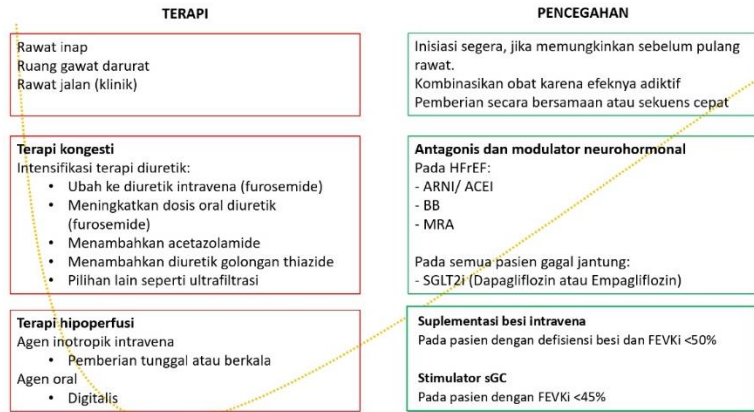 TERAPI
Rawat inap
Ruang gawat darurat
Rawat jalan (klinik)
Terapi kongesti
Intensifikasi terapi diuretik:
• Ubah ke diuretik intravena (furosemide)
• Meningkatkan dosis oral diuretik
(furosemide)
• Menambahkan acetazolamide
• Menambahkan diuretik golongan thiazide
• Pilihan lain seperti ultrafiltrasi
Terapi hipoperfusi
Agen inotropik intravena
• Pemberian tunggal atau berkala
Agen oral
• Digitalis
PENCEGAHAN
Inisiasi segera, jika memungkinkan sebelum pulang
rawat.
Kombinasikan obat karena efeknya adiktif
Pemberian secara bersamaan atau sekuens cepat
Antagonis dan modulator neurohormonal
Pada HFrEF:
- ARNI/ ACEI
- BB
- MRA
Pada semua pasien gagal jantung:
- SGLT2i (Dapagliflozin atau Empagliflozin)
Suplementasi besi intravena
Pada pasien dengan defisiensi besi dan FEVKi <50%
Stimulator sGC
Pada pasien dengan FEVKi <45%